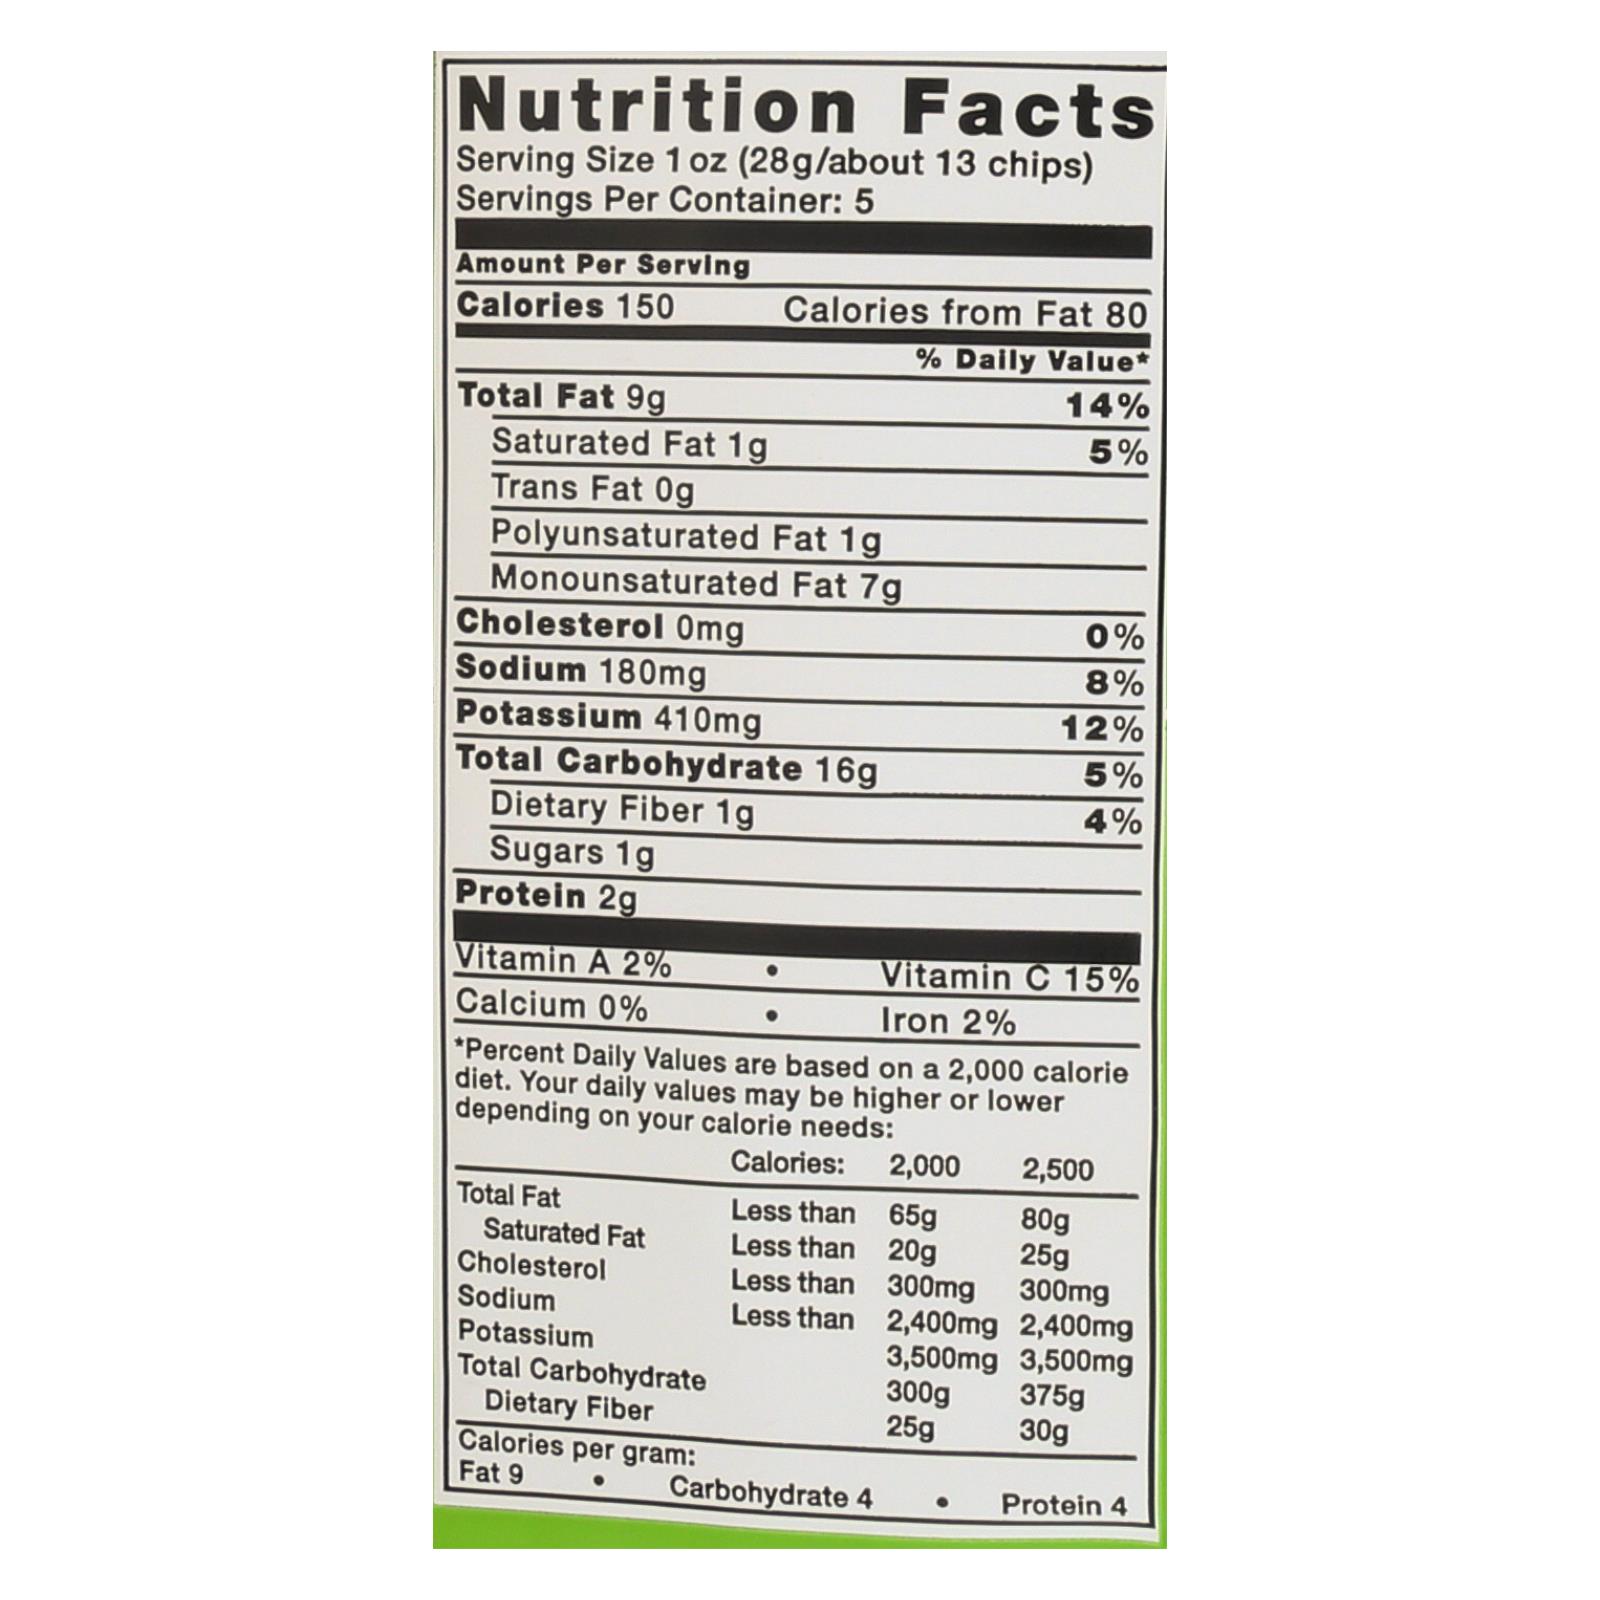 Nutrition Facts
Serving Size 1 oz (28g/about 13 chips)
Servings Per Container: 5
Amount Per Serving
Calories 150 Calories from Fat 80
% Daily Value*
Total Fat 9g 14%
Saturated Fat 1g 5%
Trans Fat 0g
Polyunsaturated Fat 1g
Monounsaturated Fat 7g
Cholesterol 0mg 0%
Sodium 180mg 8%
Potassium 410mg 12%
Total Carbohydrate 16g 5%
Dietary Fiber 1g 4%
Sugars 1g
Protein 2g
Vitamin A 2% • Vitamin C 15%
Calcium 0% • Iron 2%
*Percent Daily Values are based on a 2,000 calorie
diet. Your daily values may be higher or lower
depending on your calorie needs:
Calories: 2,000 2,500
Total Fat Less than 65g 80g
Saturated Fat Less than 20g 25g
Cholesterol Less than 300mg 300mg
Sodium Less than 2,400mg 2,400mg
Potassium 3,500mg 3,500mg
Total Carbohydrate 300g 375g
Dietary Fiber 25g 30g
Calories per gram:
Fat 9 • Carbohydrate 4 • Protein 4